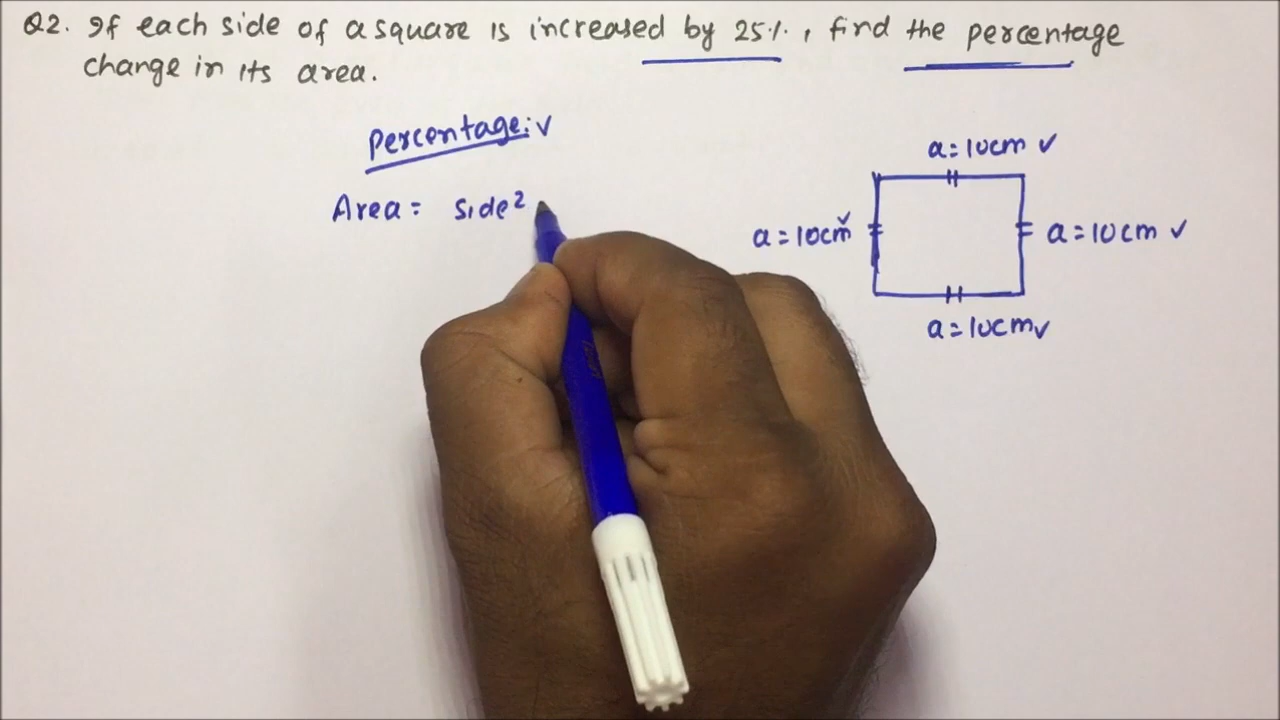 Q2. If each side of a square is increased by 25%, find the percentage
change in its area.
Percentage:
Area = side²
a=10cm
a=10cm
a=10cm
a=10cm